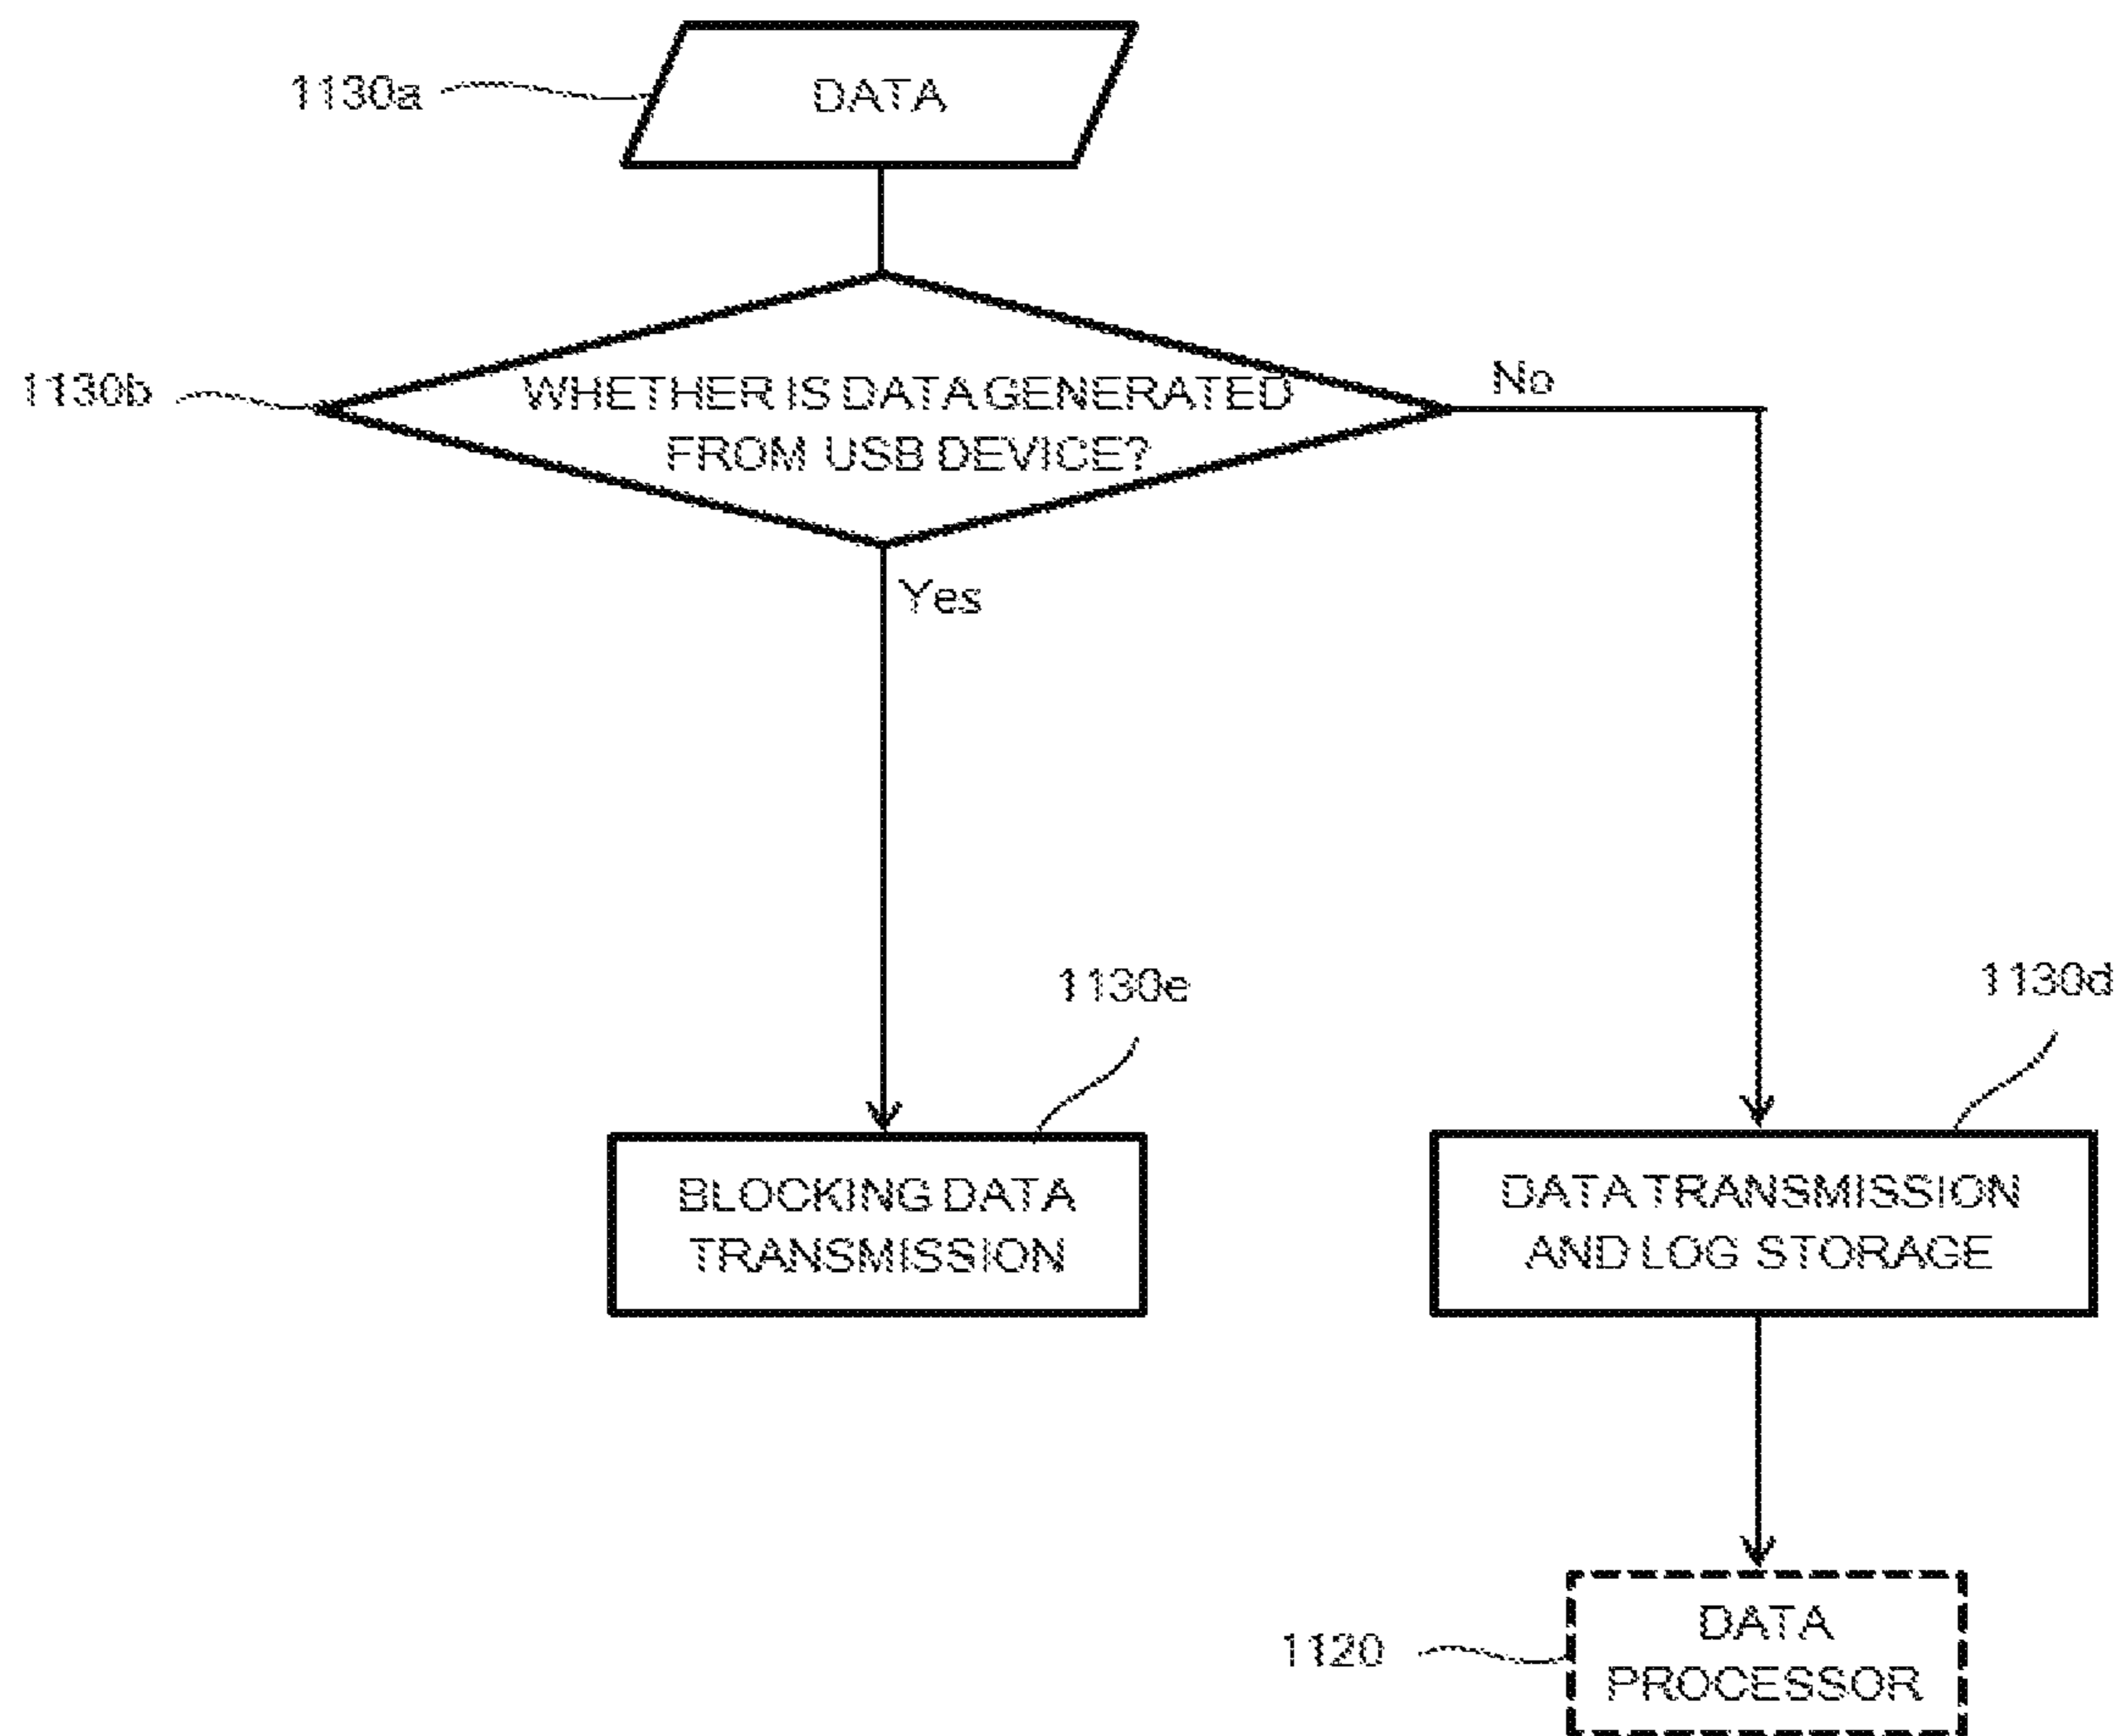 1130a
DATA
1130b
WHETHER IS DATA GENERATED
FROM USB DEVICE?
No
Yes
1130e
1130d
BLOCKING DATA
TRANSMISSION
DATA TRANSMISSION
AND LOG STORAGE
1120
DATA
PROCESSOR